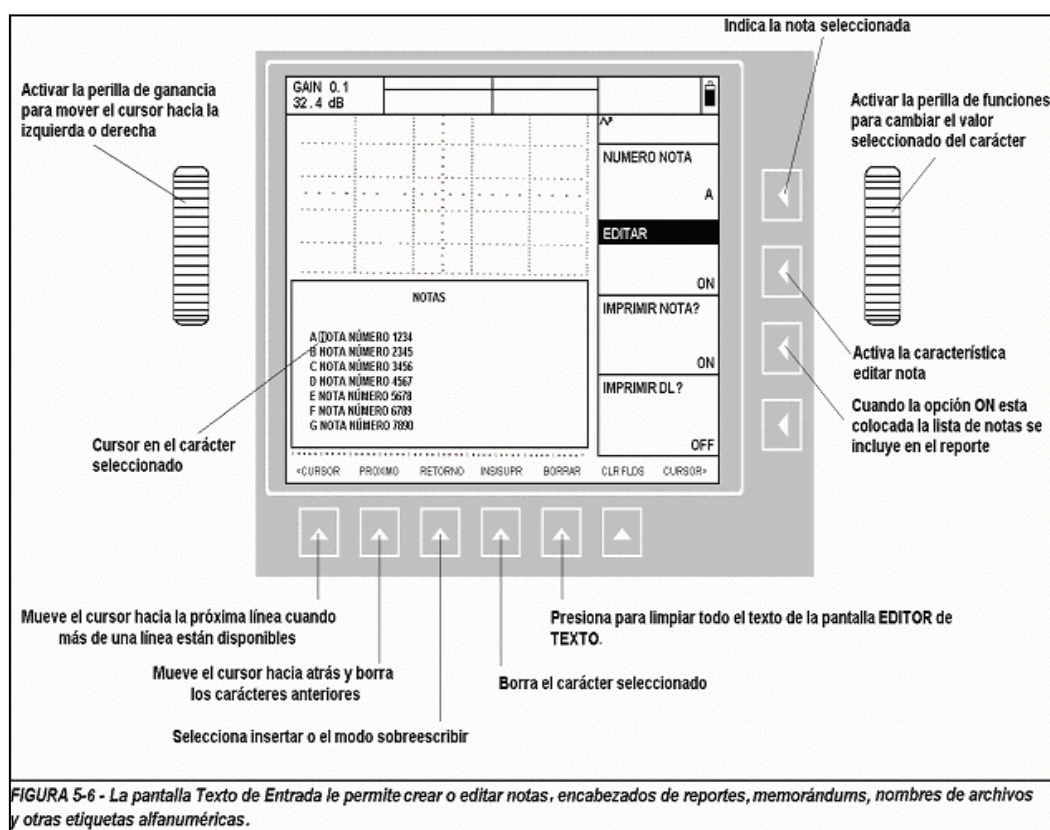 Indica la nota seleccionada
Activar la perilla de ganancia
para mover el cursor hacia la
izquierda o derecha
Activar la perilla de funciones
para cambiar el valor
seleccionado del carácter
GAIN 0.1
32.4 dB
NUMERO NOTA
A
EDITAR
ON
IMPRIMIR NOTA?
ON
IMPRIMIR DL?
OFF
NOTAS
A NOTA NÚMERO 1234
B NOTA NÚMERO 2345
C NOTA NÚMERO 3456
D NOTA NÚMERO 4567
E NOTA NÚMERO 5678
F NOTA NÚMERO 6789
G NOTA NÚMERO 7890
<CURSOR PROXIMO RETORNO INS/SUPR BORRAR CLR FLDS CURSOR>
Cursor en el carácter
seleccionado
Activa la característica
editar nota
Cuando la opción ON esta
colocada la lista de notas se
incluye en el reporte
Mueve el cursor hacia la próxima línea cuando
más de una línea están disponibles
Mueve el cursor hacia atrás y borra
los carácteres anteriores
Selecciona insertar o el modo sobreescribir
Borra el carácter seleccionado
Presiona para limpiar todo el texto de la pantalla EDITOR de
TEXTO.
FIGURA 5-6 - La pantalla Texto de Entrada le permite crear o editar notas, encabezados de reportes, memorándums, nombres de archivos
y otras etiquetas alfanuméricas.